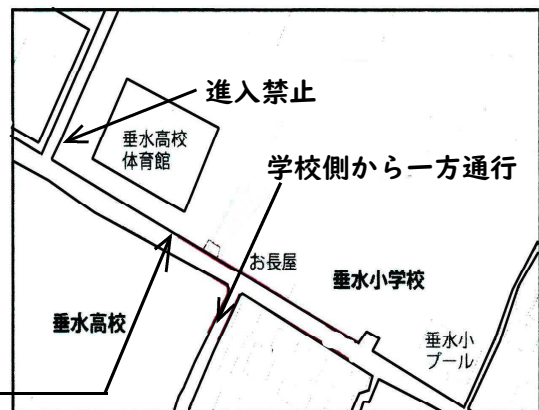 進入禁止
垂水高校
体育館
学校側から一方通行
お長屋
垂水小学校
垂水高校
垂水小
プール